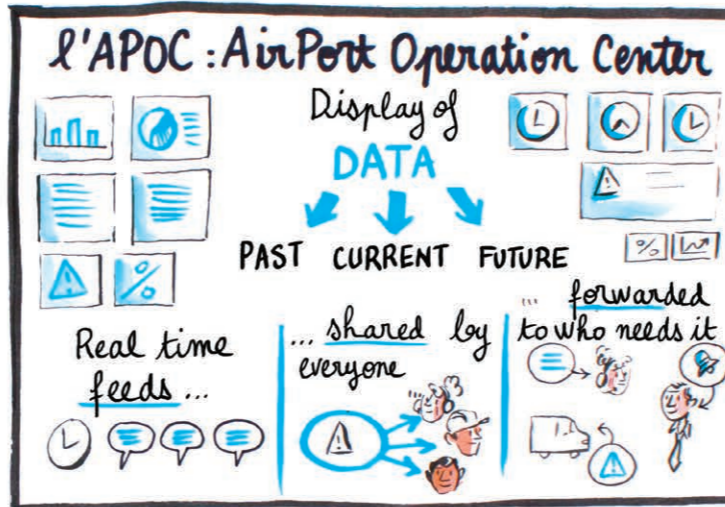 l'APOC : AirPort Operation Center
Display of
DATA
PAST CURRENT FUTURE
%
%
Real time
feeds ...
... shared by
everyone
... forwarded
to who needs it